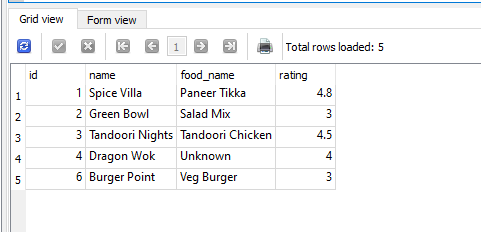 Grid view Form view
1 Total rows loaded: 5
id name food_name rating
1 1 Spice Villa Paneer Tikka 4.8
2 2 Green Bowl Salad Mix 3
3 3 Tandoori Nights Tandoori Chicken 4.5
4 4 Dragon Wok Unknown 4
5 6 Burger Point Veg Burger 3